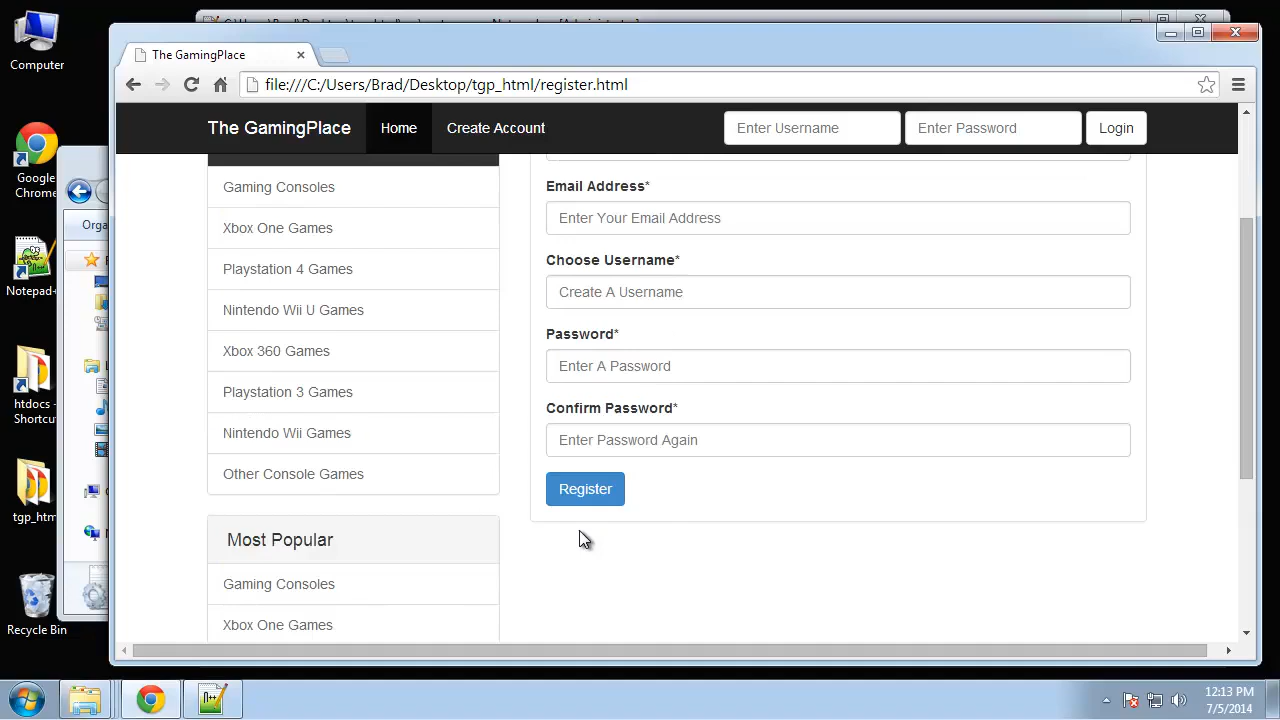 Computer
Google
Chrome
Notepad+
htdocs -
Shortcut
tgp_htm
Recycle Bin
Orga
The GamingPlace
file:///C:/Users/Brad/Desktop/tgp_html/register.html
The GamingPlace Home Create Account Enter Username Enter Password Login
Gaming Consoles
Xbox One Games
Playstation 4 Games
Nintendo Wii U Games
Xbox 360 Games
Playstation 3 Games
Nintendo Wii Games
Other Console Games
Most Popular
Gaming Consoles
Xbox One Games
Email Address*
Enter Your Email Address
Choose Username*
Create A Username
Password*
Enter A Password
Confirm Password*
Enter Password Again
Register
12:13 PM
7/5/2014